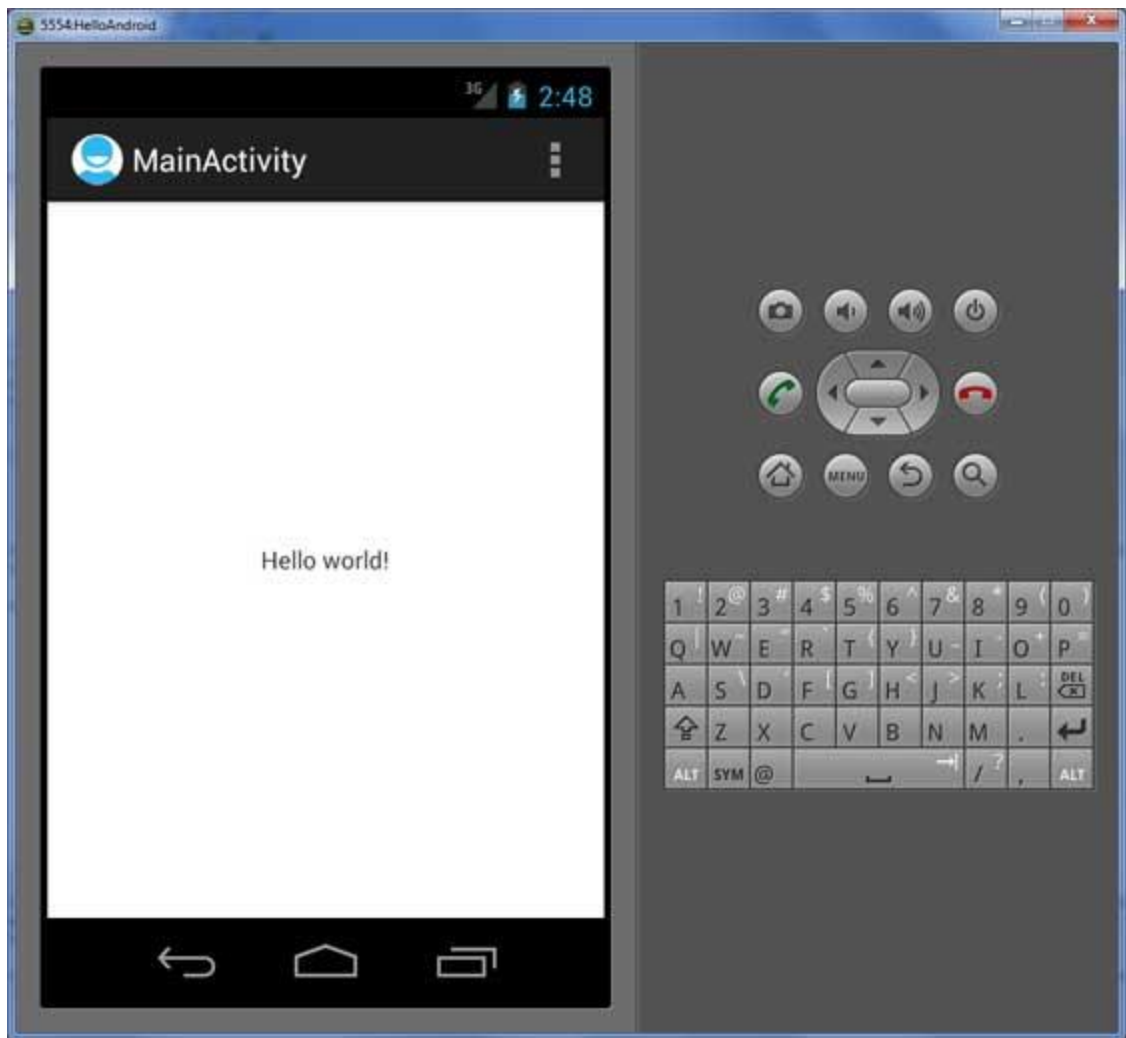 5554:HelloAndroid
3G 2:48
MainActivity
Hello world!
MENU
1 ! 2 @ 3 # 4 $ 5 % 6 ^ 7 & 8 * 9 ( 0 )
Q | W ~ E " R ` T { Y } U _ I - O + P =
A S \ D ' F [ G ] H < J > K ; L : DEL
Z X C V B N M .
ALT SYM @ / ? , ALT